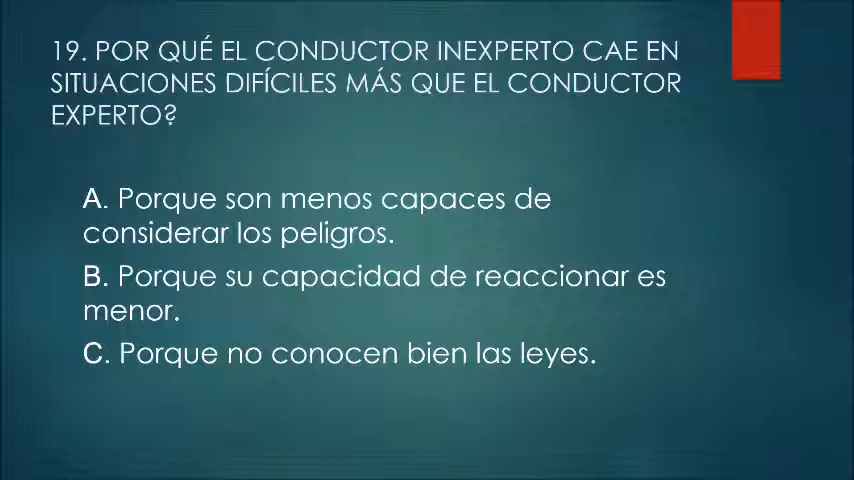 19. POR QUÉ EL CONDUCTOR INEXPERTO CAE EN
SITUACIONES DIFÍCILES MÁS QUE EL CONDUCTOR
EXPERTO?
A. Porque son menos capaces de
considerar los peligros.
B. Porque su capacidad de reaccionar es
menor.
C. Porque no conocen bien las leyes.